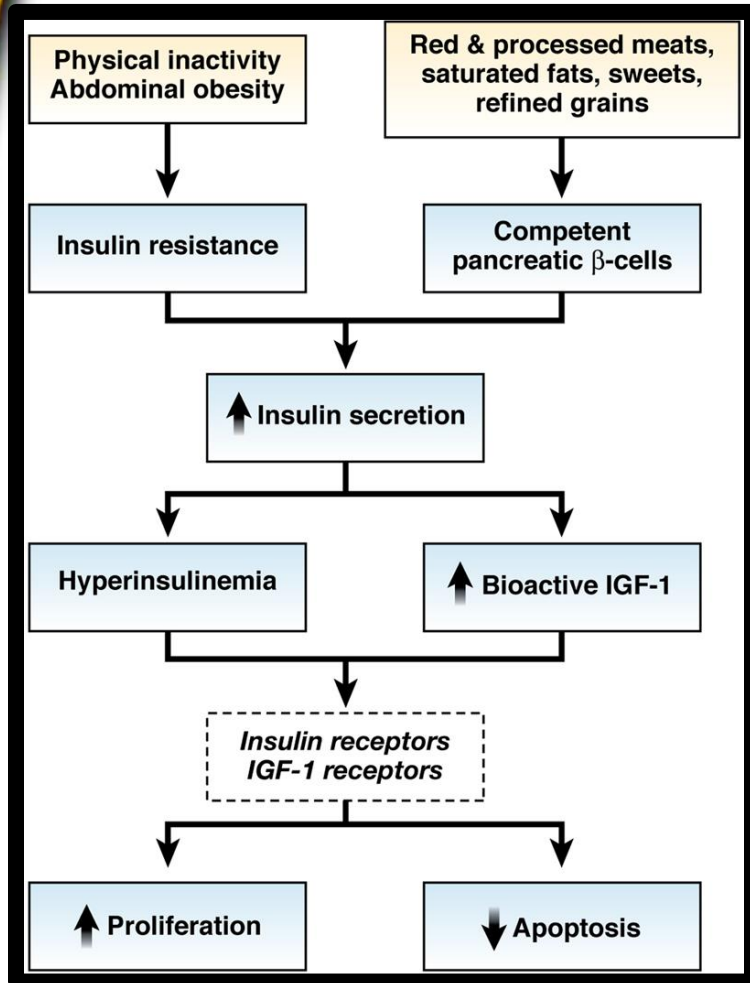 Physical inactivity
Abdominal obesity
Red & processed meats,
saturated fats, sweets,
refined grains
Insulin resistance
Competent
pancreatic β-cells
Insulin secretion
Hyperinsulinemia
Bioactive IGF-1
Insulin receptors
IGF-1 receptors
Proliferation
Apoptosis